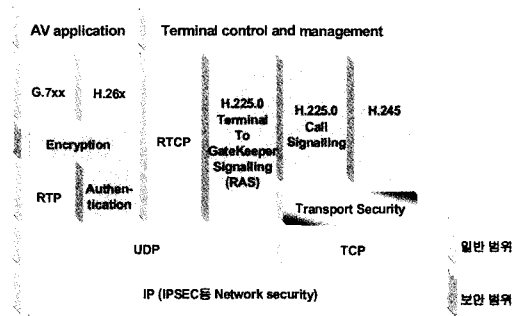 AV application
Terminal control and management
G.7xx
H.26x
Encryption
RTP
Authen-
tication
RTCP
H.225.0
Terminal
To
GateKeeper
Signalling
(RAS)
H.225.0
Call
Signalling
H.245
Transport Security
UDP
TCP
IP (IPSEC등 Network security)
일반 범위
보안 범위